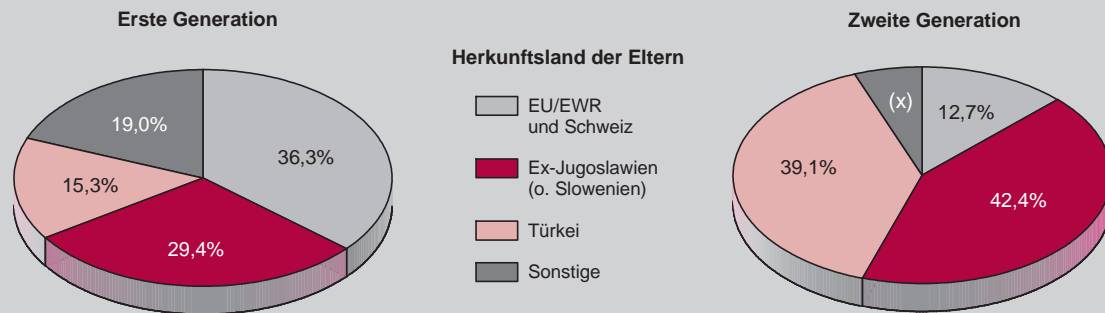 Erste Generation
19,0%
36,3%
15,3%
29,4%
Herkunftsland der Eltern
EU/EWR
und Schweiz
Ex-Jugoslawien
(o. Slowenien)
Türkei
Sonstige
Zweite Generation
(x)
12,7%
39,1%
42,4%